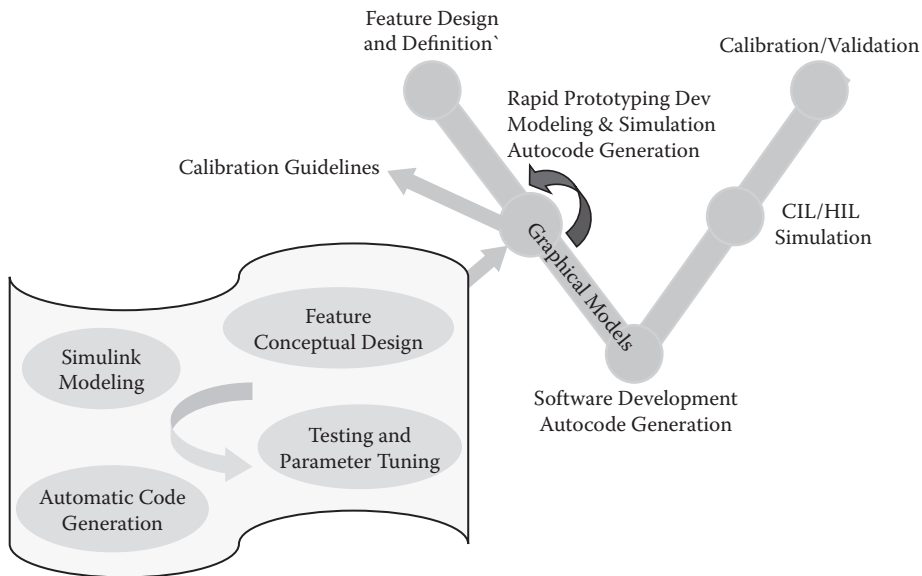 Feature Design
and Definition`
Calibration/Validation
Rapid Prototyping Dev
Modeling & Simulation
Autocode Generation
Calibration Guidelines
CIL/HIL
Simulation
Graphical Models
Feature
Conceptual Design
Simulink
Modeling
Software Development
Autocode Generation
Testing and
Parameter Tuning
Automatic Code
Generation